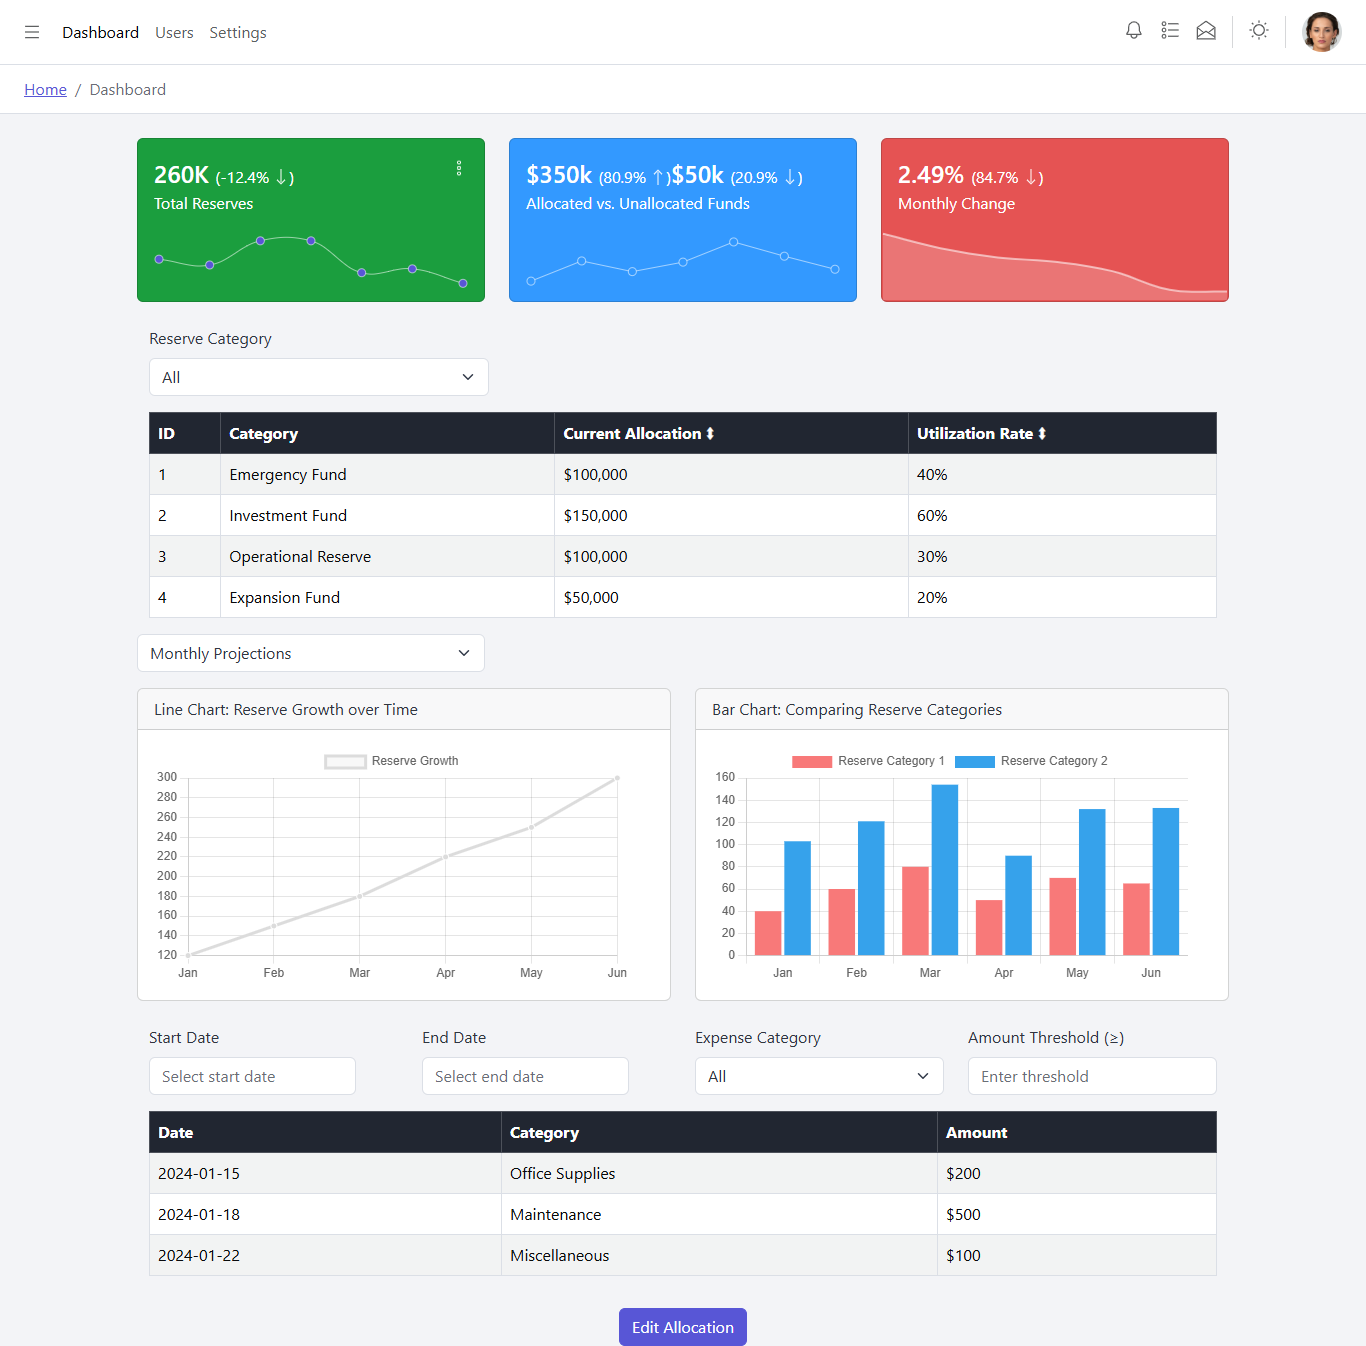 Dashboard Users Settings
Home / Dashboard
260K (-12.4% ↓)
Total Reserves
$350k (80.9% ↑)$50k (20.9% ↓)
Allocated vs. Unallocated Funds
2.49% (84.7% ↓)
Monthly Change
Reserve Category
All
ID Category Current Allocation ⬍ Utilization Rate ⬍
1 Emergency Fund $100,000 40%
2 Investment Fund $150,000 60%
3 Operational Reserve $100,000 30%
4 Expansion Fund $50,000 20%
Monthly Projections
Line Chart: Reserve Growth over Time
Reserve Growth
300
280
260
240
220
200
180
160
140
120
Jan Feb Mar Apr May Jun
Bar Chart: Comparing Reserve Categories
Reserve Category 1 Reserve Category 2
160
140
120
100
80
60
40
20
0
Jan Feb Mar Apr May Jun
Start Date End Date Expense Category Amount Threshold (≥)
Select start date Select end date All Enter threshold
Date Category Amount
2024-01-15 Office Supplies $200
2024-01-18 Maintenance $500
2024-01-22 Miscellaneous $100
Edit Allocation